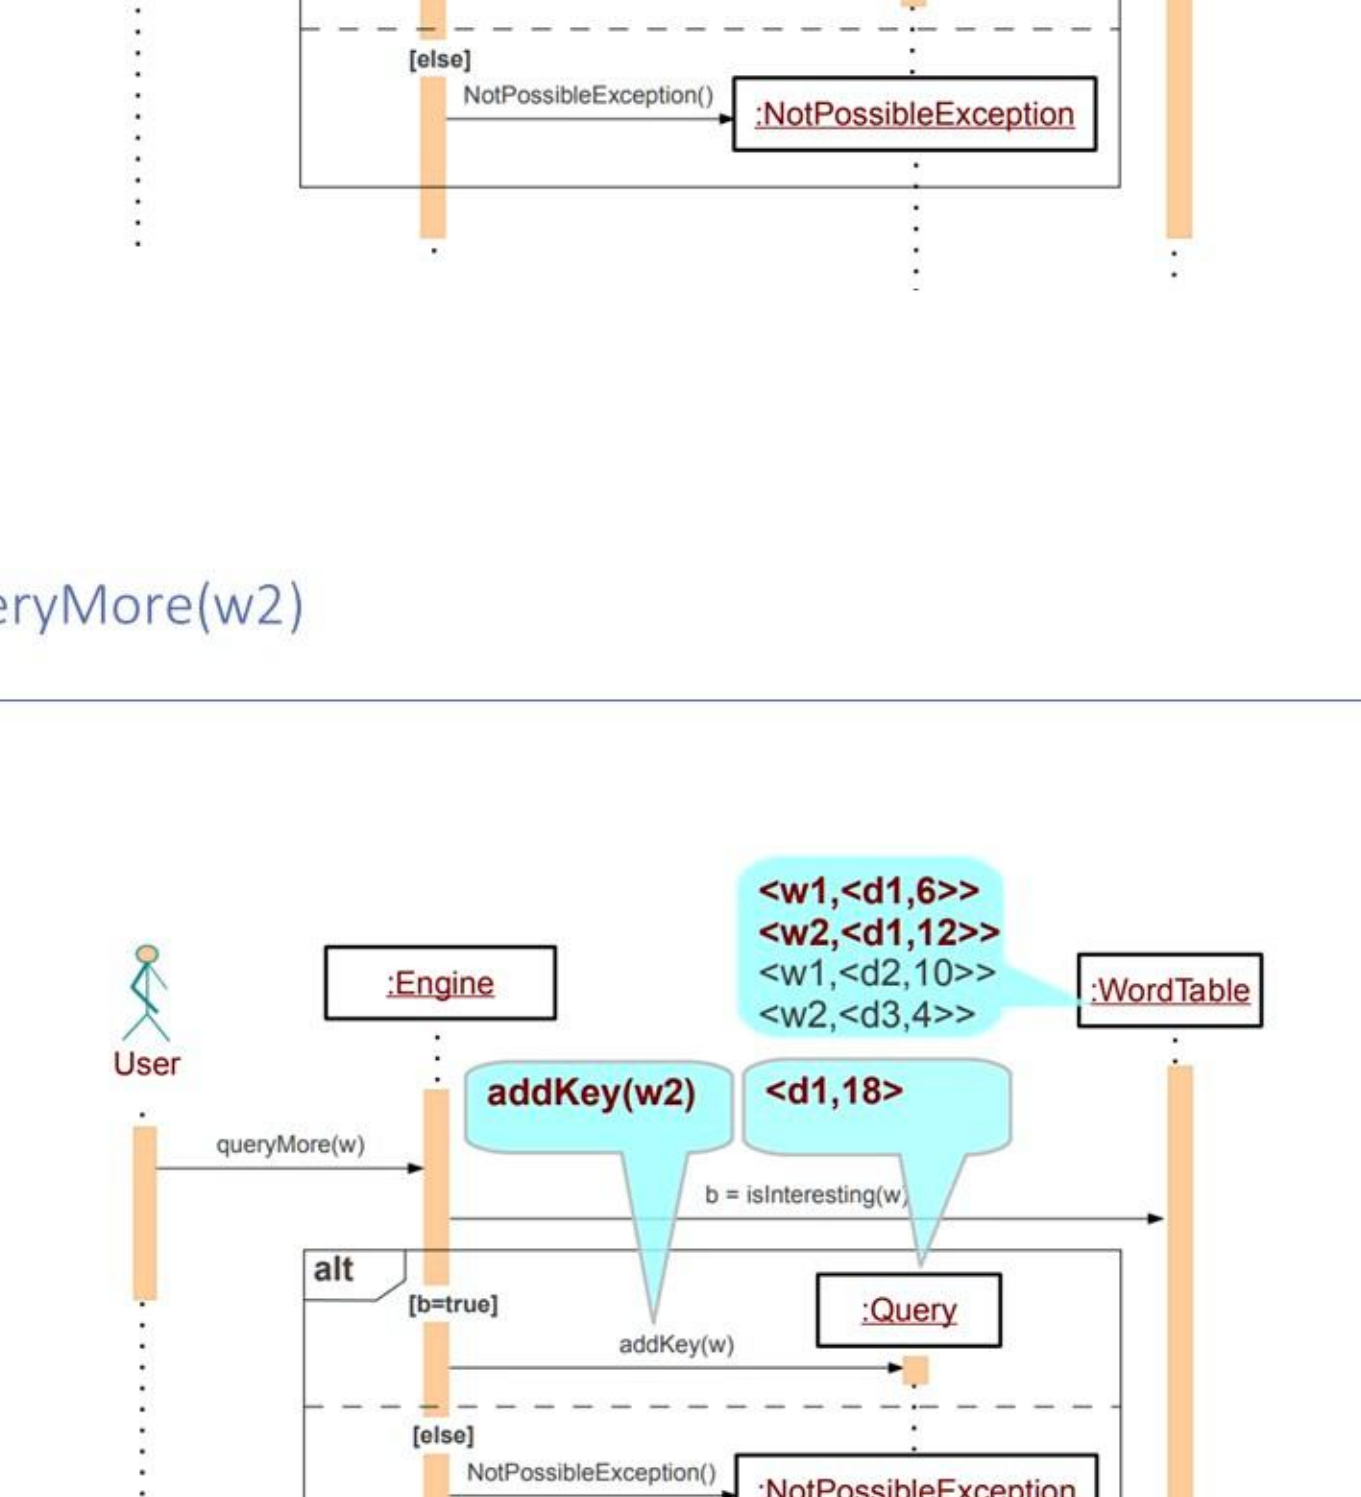 [else]
NotPossibleException()
:NotPossibleException
eryMore(w2)
<w1,<d1,6>>
<w2,<d1,12>>
<w1,<d2,10>>
<w2,<d3,4>>
:Engine
:WordTable
User
addKey(w2)
<d1,18>
queryMore(w)
b = isInteresting(w)
alt
[b=true]
:Query
addKey(w)
[else]
NotPossibleException()
:NotPossibleException